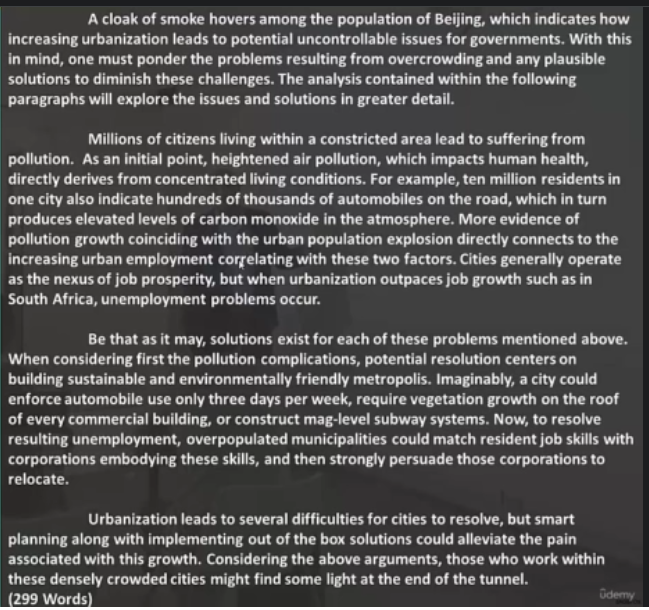 A cloak of smoke hovers among the population of Beijing, which indicates how
increasing urbanization leads to potential uncontrollable issues for governments. With this
in mind, one must ponder the problems resulting from overcrowding and any plausible
solutions to diminish these challenges. The analysis contained within the following
paragraphs will explore the issues and solutions in greater detail.
Millions of citizens living within a constricted area lead to suffering from
pollution. As an initial point, heightened air pollution, which impacts human health,
directly derives from concentrated living conditions. For example, ten million residents in
one city also indicate hundreds of thousands of automobiles on the road, which in turn
produces elevated levels of carbon monoxide in the atmosphere. More evidence of
pollution growth coinciding with the urban population explosion directly connects to the
increasing urban employment correlating with these two factors. Cities generally operate
as the nexus of job prosperity, but when urbanization outpaces job growth such as in
South Africa, unemployment problems occur.
Be that as it may, solutions exist for each of these problems mentioned above.
When considering first the pollution complications, potential resolution centers on
building sustainable and environmentally friendly metropolis. Imaginably, a city could
enforce automobile use only three days per week, require vegetation growth on the roof
of every commercial building, or construct mag-level subway systems. Now, to resolve
resulting unemployment, overpopulated municipalities could match resident job skills with
corporations embodying these skills, and then strongly persuade those corporations to
relocate.
Urbanization leads to several difficulties for cities to resolve, but smart
planning along with implementing out of the box solutions could alleviate the pain
associated with this growth. Considering the above arguments, those who work within
these densely crowded cities might find some light at the end of the tunnel.
(299 Words)
ûdemy